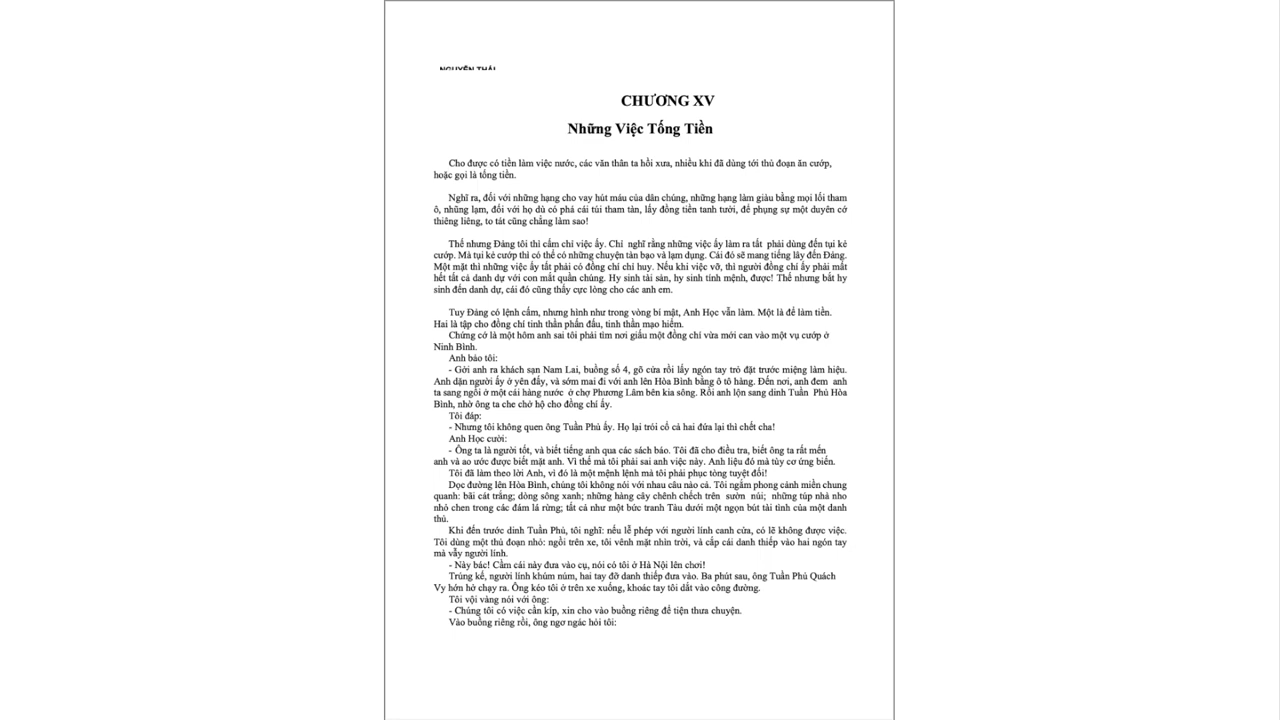 CHƯƠNG XV
Những Việc Tống Tiền
Cho được có tiền làm việc nước, các văn thân ta hồi xưa, nhiều khi đã dùng tới thủ đoạn ăn cướp,
hoặc gọi là tống tiền.
Nghĩ ra, đối với những hạng cho vay hút máu của dân chúng, những hạng làm giàu bằng mọi lối tham
ô, nhũng lạm, đối với họ dù có phá cái túi tham tàn, lấy đồng tiền tanh tưởi, để phụng sự một duyên cớ
thiêng liêng, to tát cũng chẳng làm sao!
Thế nhưng Đảng tôi thì cấm chỉ việc ấy. Chỉ nghĩ rằng những việc ấy làm ra tất phải dùng đến tụi kẻ
cướp. Mà tụi kẻ cướp thì có thể có những chuyện tàn bạo và lạm dụng. Cái đó sẽ mang tiếng lây đến Đảng.
Một mặt thì những việc ấy tất phải có đồng chí chỉ huy. Nếu khi việc vỡ, thì người đồng chí ấy phải mất
hết tất cả danh dự với con mắt quần chúng. Hy sinh tài sản, hy sinh tính mệnh, được! Thế nhưng bắt hy
sinh đến danh dự, cái đó cũng thấy cực lòng cho các anh em.
Tuy Đảng có lệnh cấm, nhưng hình như trong vòng bí mật, Anh Học vẫn làm. Một là để làm tiền.
Hai là tập cho đồng chí tinh thần phấn đấu, tinh thần mạo hiểm.
Chứng cớ là một hôm anh sai tôi phải tìm nơi giấu một đồng chí vừa mới can vào một vụ cướp ở
Ninh Bình.
Anh bảo tôi:
- Gởi anh ra khách sạn Nam Lai, buồng số 4, gõ cửa rồi lấy ngón tay trỏ đặt trước miệng làm hiệu.
Anh dặn người ấy ở yên đấy, và sớm mai đi với anh lên Hòa Bình bằng ô tô hàng. Đến nơi, anh đem anh
ta sang ngồi ở một cái hàng nước ở chợ Phương Lâm bên kia sông. Rồi anh lộn sang dinh Tuần Phủ Hòa
Bình, nhờ ông ta che chở hộ cho đồng chí ấy.
Tôi đáp:
- Nhưng tôi không quen ông Tuần Phủ ấy. Họ lại trói cổ cả hai đứa lại thì chết cha!
Anh Học cười:
- Ông ta là người tốt, và biết tiếng anh qua các sách báo. Tôi đã cho điều tra, biết ông ta rất mến
anh và ao ước được biết mặt anh. Vì thế mà tôi phải sai anh việc này. Anh liệu đó mà tùy cơ ứng biến.
Tôi đã làm theo lời Anh, vì đó là một mệnh lệnh mà tôi phải phục tòng tuyệt đối!
Dọc đường lên Hòa Bình, chúng tôi không nói với nhau câu nào cả. Tôi ngắm phong cảnh miền chung
quanh: bãi cát trắng; dòng sông xanh; những hàng cây chênh chếch trên sườn núi; những túp nhà nho
nhỏ chen trong các đám lá rừng; tất cả như một bức tranh Tàu dưới một ngọn bút tài tình của một danh
thủ.
Khi đến trước dinh Tuần Phủ, tôi nghĩ: nếu lễ phép với người lính canh cửa, có lẽ không được việc.
Tôi dùng một thủ đoạn nhỏ: ngồi trên xe, tôi vênh mặt nhìn trời, và cắp cái danh thiếp vào hai ngón tay
mà vẫy người lính.
- Này bác! Cầm cái này đưa vào cụ, nói có tôi ở Hà Nội lên chơi!
Trúng kế, người lính khúm núm, hai tay đỡ danh thiếp đưa vào. Ba phút sau, ông Tuần Phủ Quách
Vy hớn hở chạy ra. Ông kéo tôi ở trên xe xuống, khoác tay tôi dắt vào công đường.
Tôi vội vàng nói với ông:
- Chúng tôi có việc cần kíp, xin cho vào buồng riêng để tiện thưa chuyện.
Vào buồng riêng rồi, ông ngơ ngác hỏi tôi: